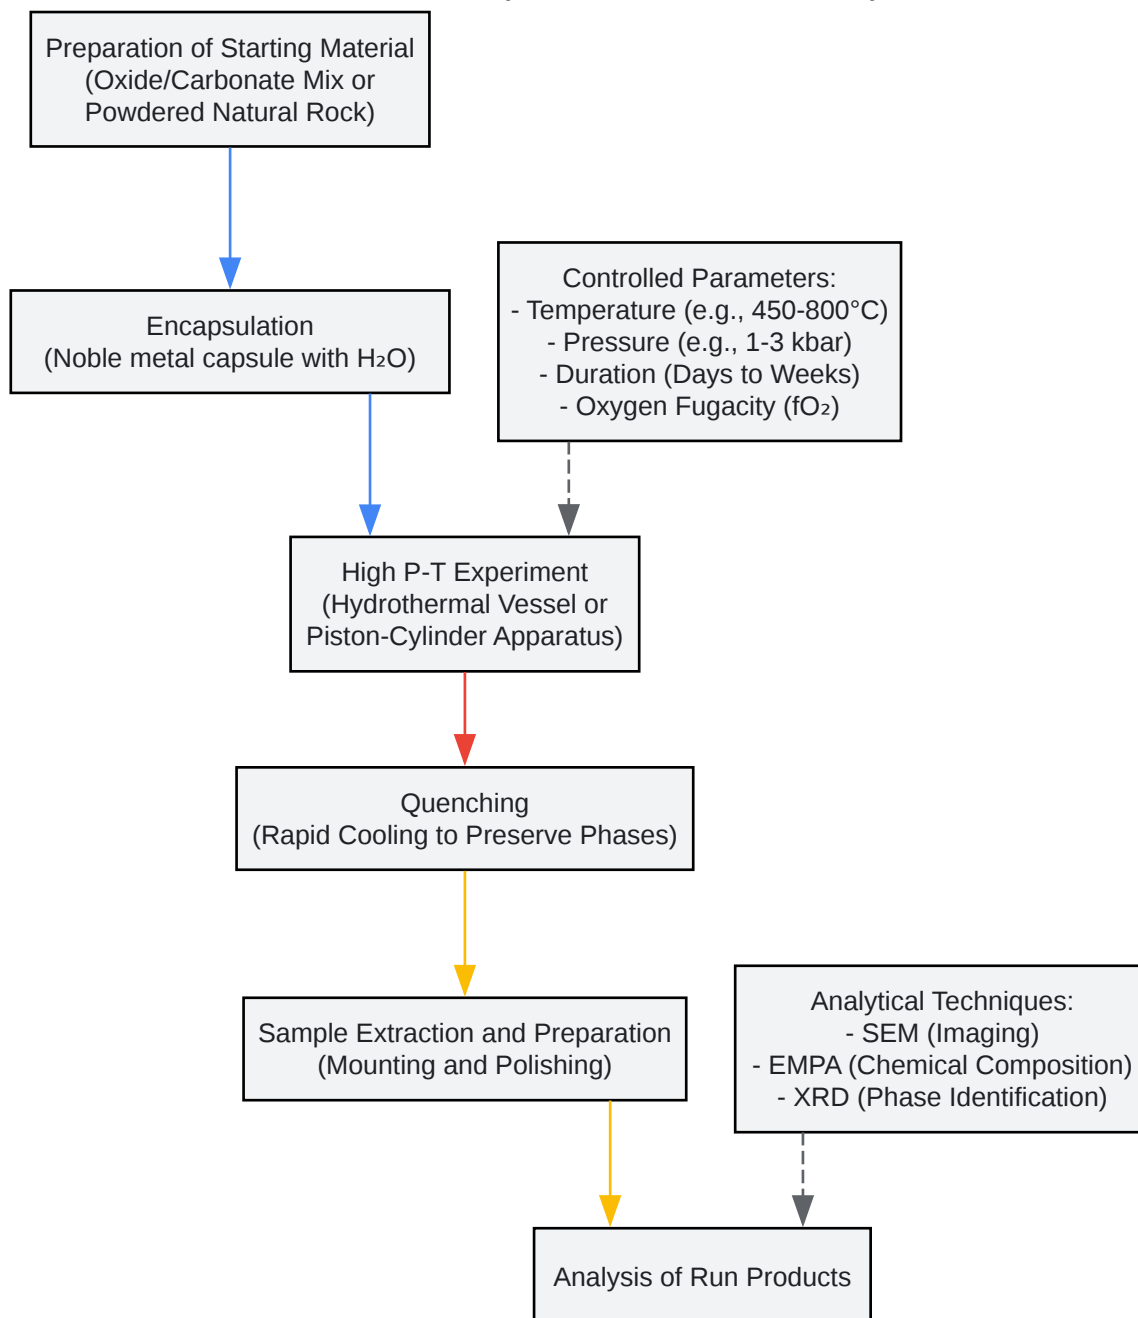 Preparation of Starting Material
(Oxide/Carbonate Mix or
Powdered Natural Rock)
Encapsulation
(Noble metal capsule with H₂O)
Controlled Parameters:
- Temperature (e.g., 450-800°C)
- Pressure (e.g., 1-3 kbar)
- Duration (Days to Weeks)
- Oxygen Fugacity (fO₂)
High P-T Experiment
(Hydrothermal Vessel or
Piston-Cylinder Apparatus)
Quenching
(Rapid Cooling to Preserve Phases)
Sample Extraction and Preparation
(Mounting and Polishing)
Analytical Techniques:
- SEM (Imaging)
- EMPA (Chemical Composition)
- XRD (Phase Identification)
Analysis of Run Products